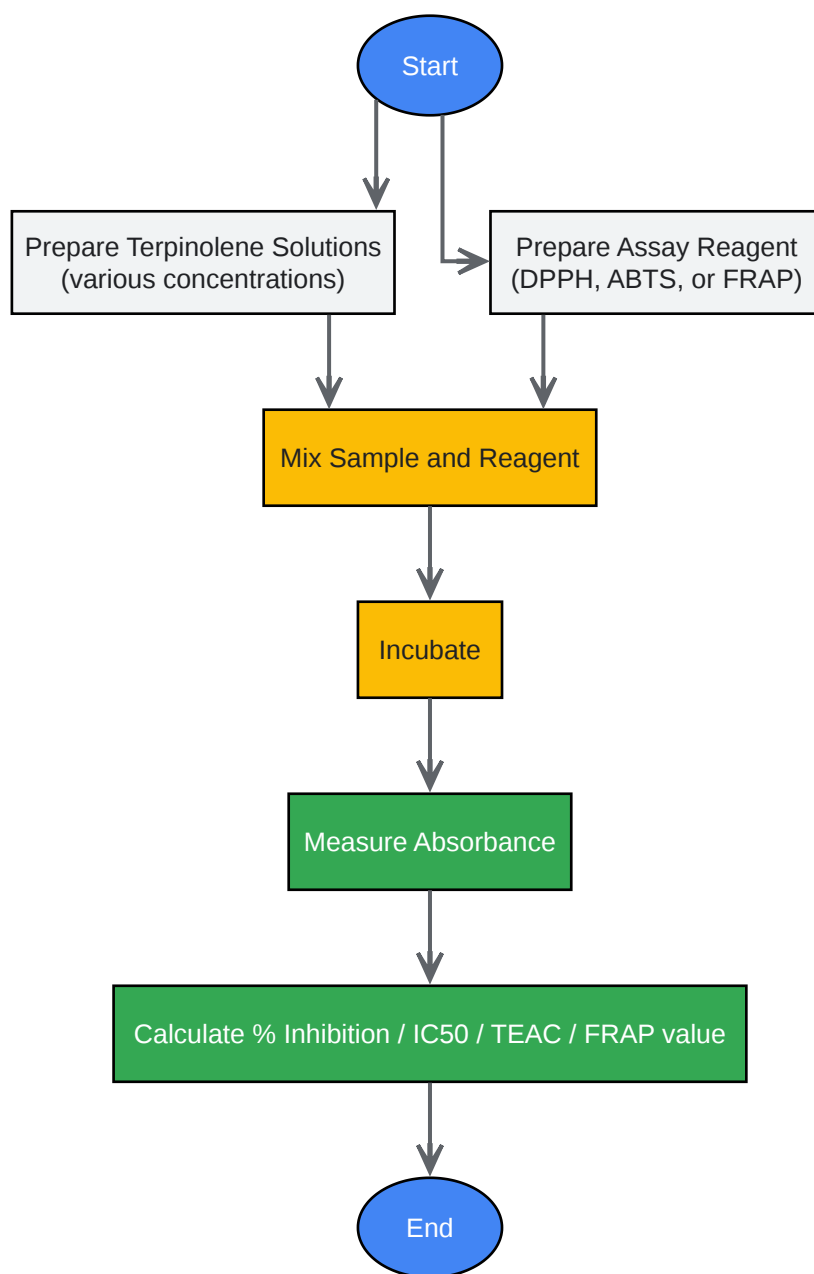 Start
Prepare Terpinolene Solutions
(various concentrations)
Prepare Assay Reagent
(DPPH, ABTS, or FRAP)
Mix Sample and Reagent
Incubate
Measure Absorbance
Calculate % Inhibition / IC50 / TEAC / FRAP value
End